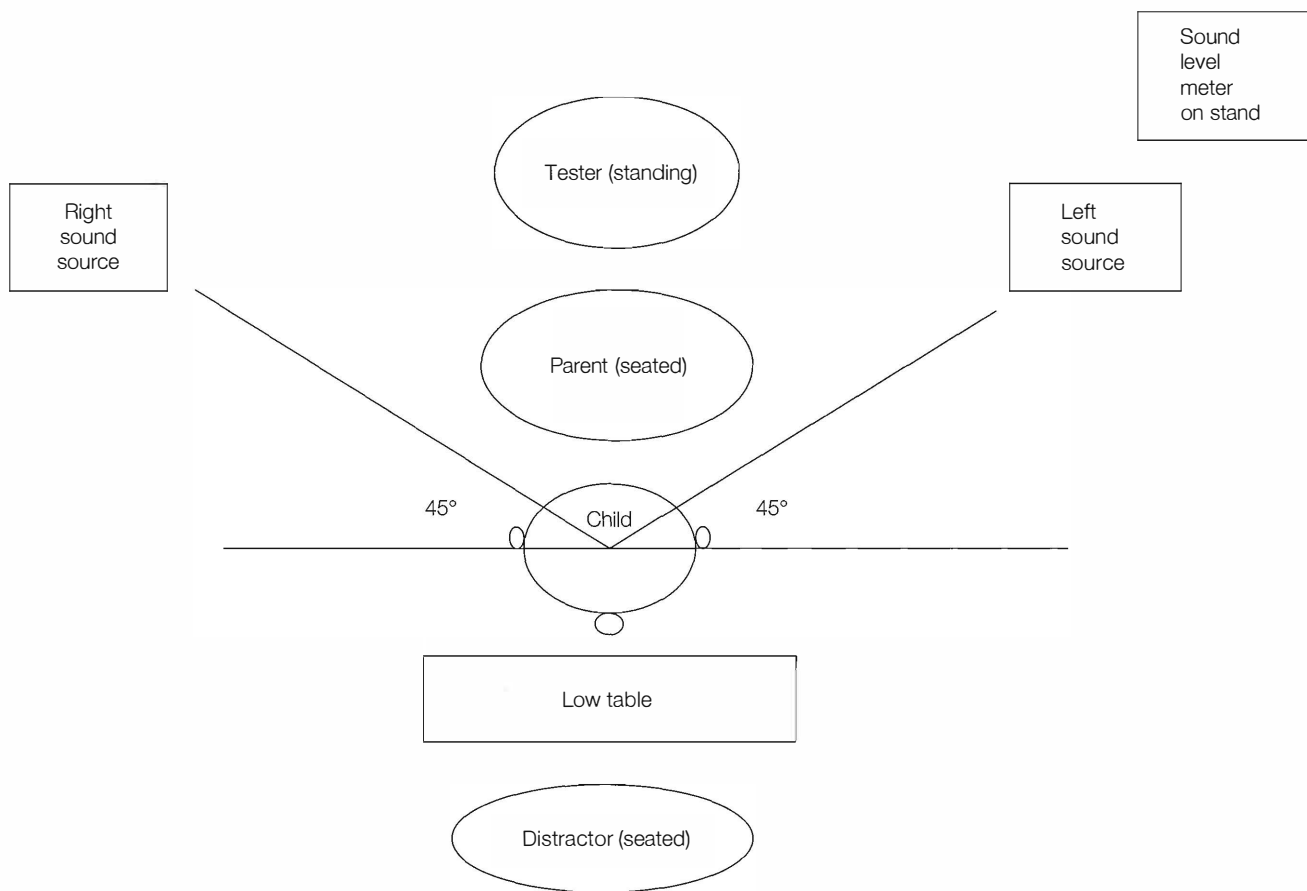 Sound
level
meter
on stand
Tester (standing)
Right
sound
source
Left
sound
source
Parent (seated)
45°
Child
45°
Low table
Distractor (seated)